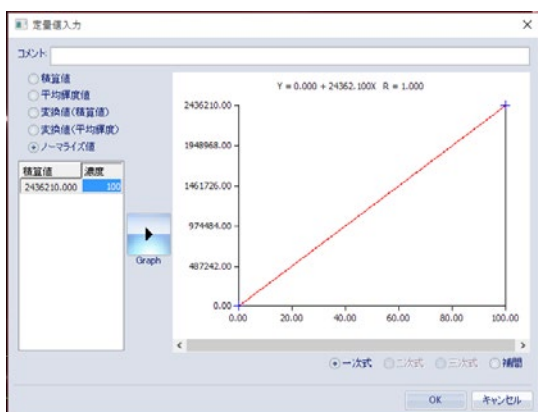 定量値入力
コメント
積算値
平均輝度値
変換値(積算値)
変換値(平均輝度)
ノーマライズ値
積算値 濃度
2436210.000 100
Graph
Y = 0.000 + 24362.100X R = 1.000
2436210.00
1948968.00
1461726.00
974484.00
487242.00
0.00
0.00 20.00 40.00 60.00 80.00 100.00
一次式 二次式 三次式 補間
OK キャンセル